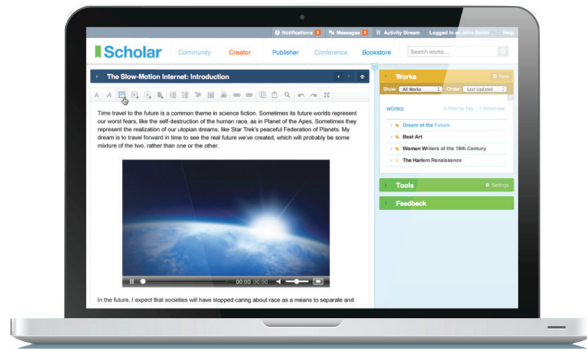 Notifications Messages Activity Stream Logged in as John Smith Help
Scholar Community Creator Publisher Conference Bookstore Search works...
The Slow-Motion Internet: Introduction
Time travel to the future is a common theme in science fiction. Sometimes its future worlds represent
our worst fears, like the self-destruction of the human race, as in Planet of the Apes. Sometimes they
represent the realization of our utopian dreams, like Star Trek's peaceful Federation of Planets. My
dream is to travel forward in time to see the real future we've created, which will probably be some
mixture of the two, rather than one or the other.
00:00
In the future, I expect that societies will have stopped caring about race as a means to separate and
Works
Show: All Works Order: Last Updated
WORKS Filter by Tag
Dream of the Future
Beat Art
Women Writers of the 19th Century
The Harlem Renaissance
Tools Settings
Feedback